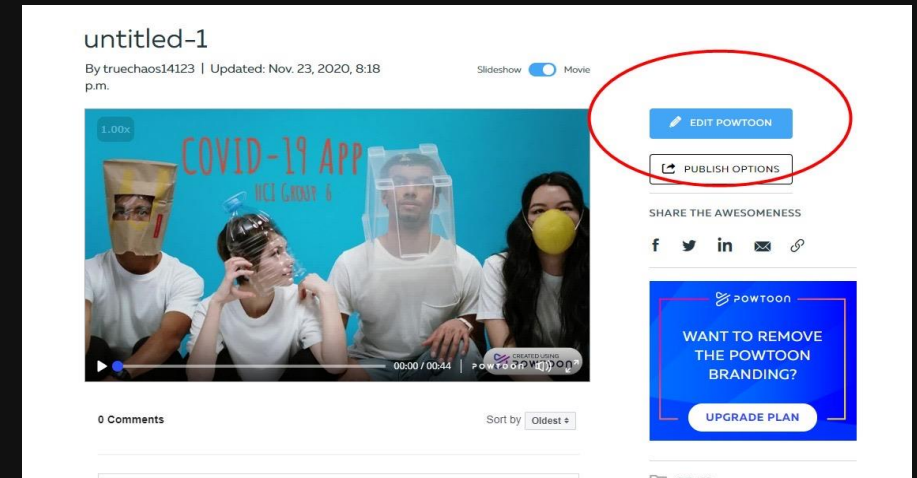 untitled-1
By truechaos14123 | Updated: Nov. 23, 2020, 8:18
p.m.
Slideshow
Movie
1.00x
COVID-19 APP
HCI GROUP 6
00:00 / 00:44
POWTOON
CREATED USING
POWTOON
0 Comments
Sort by Oldest
EDIT POWTOON
PUBLISH OPTIONS
SHARE THE AWESOMENESS
POWTOON
WANT TO REMOVE
THE POWTOON
BRANDING?
UPGRADE PLAN